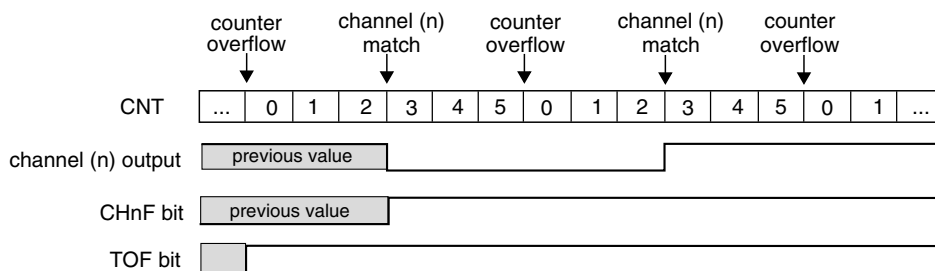 counter overflow
channel (n) match
counter overflow
channel (n) match
counter overflow
CNT ... 0 1 2 3 4 5 0 1 2 3 4 5 0 1 ...
channel (n) output previous value
CHnF bit previous value
TOF bit